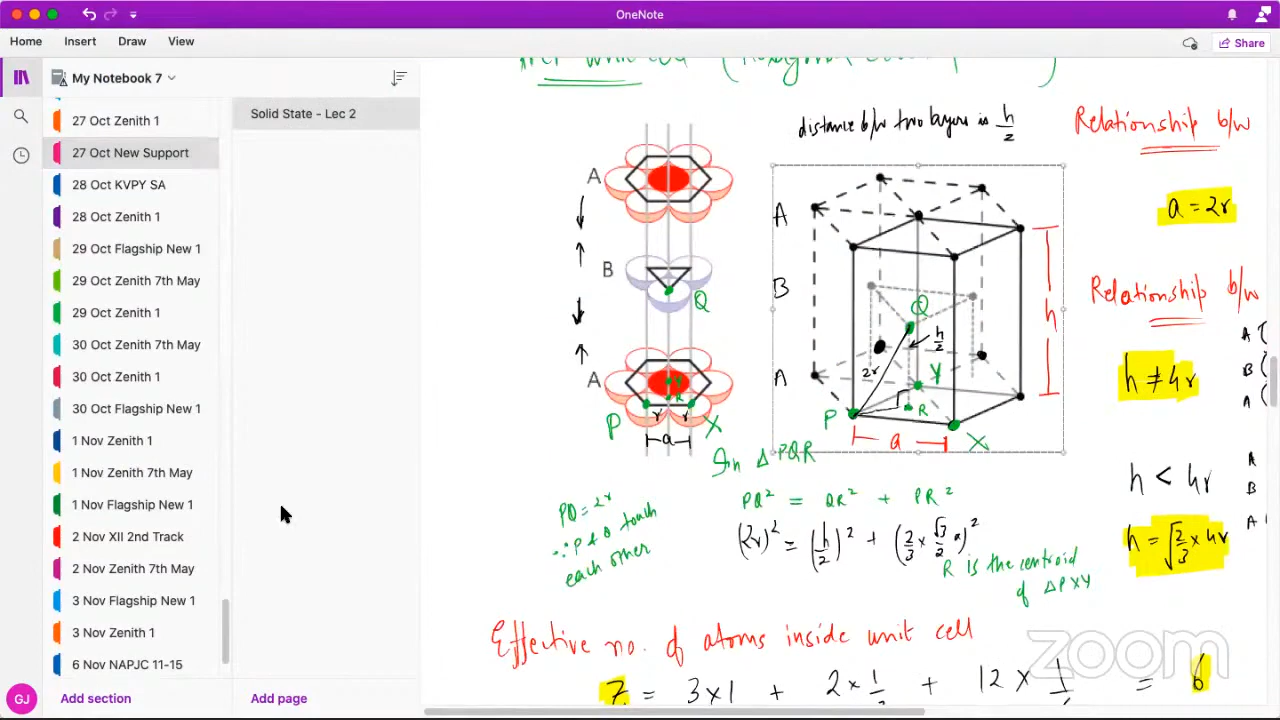 OneNote
Home Insert Draw View
Share
My Notebook 7
27 Oct Zenith 1
27 Oct New Support
28 Oct KVPY SA
28 Oct Zenith 1
29 Oct Flagship New 1
29 Oct Zenith 7th May
29 Oct Zenith 1
30 Oct Zenith 7th May
30 Oct Zenith 1
30 Oct Flagship New 1
1 Nov Zenith 1
1 Nov Zenith 7th May
1 Nov Flagship New 1
2 Nov XII 2nd Track
2 Nov Zenith 7th May
3 Nov Flagship New 1
3 Nov Zenith 1
6 Nov NAPJC 11-15
GJ
Add section
Solid State - Lec 2
Add page
distance b/w two layers is h/2
A
B
Q
A
Y
R
P
r r
X
a
A
B
A
Q
h/2
2r
Y
P
R
X
a
h
In Δ PQR
PQ² = QR² + PR²
(2r)² = (h/2)² + (2/3 × √3/2 a)²
PQ = 2r
∵ P & Q touch
each other
R is the centroid
of Δ PXY
Relationship b/w
a = 2r
Relationship b/w
h ≠ 4r
h < 4r
h = √2/3 × 4r
A (
B (
A (
A
B
A
Effective no. of atoms inside unit cell
Z = 3×1 + 2×1/2 + 12× = 6
zoom